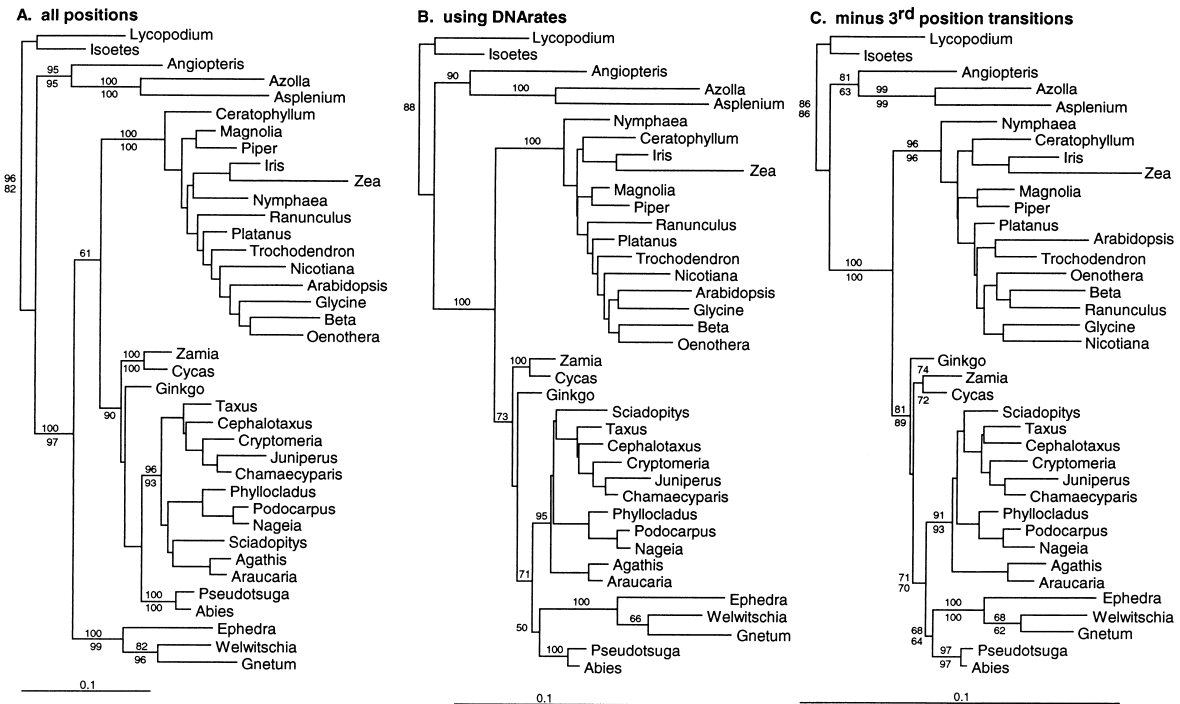 A. all positions
Lycopodium
Isoetes
95
95
Angiopteris
100
100
Azolla
Asplenium
Ceratophyllum
100
100
Magnolia
Piper
Iris
Zea
96
82
Nymphaea
Ranunculus
Platanus
Trochodendron
61
Nicotiana
Arabidopsis
Glycine
Beta
Oenothera
100
100
Zamia
Cycas
Ginkgo
90
Taxus
Cephalotaxus
100
97
Cryptomeria
Juniperus
Chamaecyparis
96
93
Phyllocladus
Podocarpus
Nageia
Sciadopitys
Agathis
Araucaria
100
100
Pseudotsuga
Abies
100
99
Ephedra
82
96
Welwitschia
Gnetum
0.1
B. using DNArates
Lycopodium
Isoetes
90
Angiopteris
100
Azolla
Asplenium
88
Nymphaea
100
Ceratophyllum
Iris
Zea
Magnolia
Piper
Ranunculus
Platanus
Trochodendron
Nicotiana
Arabidopsis
100
Glycine
Beta
Oenothera
100
Zamia
Cycas
Ginkgo
73
Sciadopitys
Taxus
Cephalotaxus
Cryptomeria
Juniperus
Chamaecyparis
95
Phyllocladus
Podocarpus
Nageia
Agathis
71
Araucaria
100
Ephedra
66
Welwitschia
50
Gnetum
100
Pseudotsuga
Abies
0.1
C. minus 3rd position transitions
Lycopodium
Isoetes
81
63
Angiopteris
99
99
Azolla
Asplenium
86
86
Nymphaea
96
96
Ceratophyllum
Iris
Zea
Magnolia
Piper
Platanus
Arabidopsis
Trochodendron
100
100
Oenothera
Beta
Ranunculus
Glycine
Nicotiana
Ginkgo
74
72
Zamia
Cycas
81
89
Sciadopitys
Taxus
Cephalotaxus
Cryptomeria
Juniperus
Chamaecyparis
91
93
Phyllocladus
Podocarpus
Nageia
Agathis
71
70
Araucaria
100
100
Ephedra
68
62
Welwitschia
Gnetum
68
64
97
97
Pseudotsuga
Abies
0.1